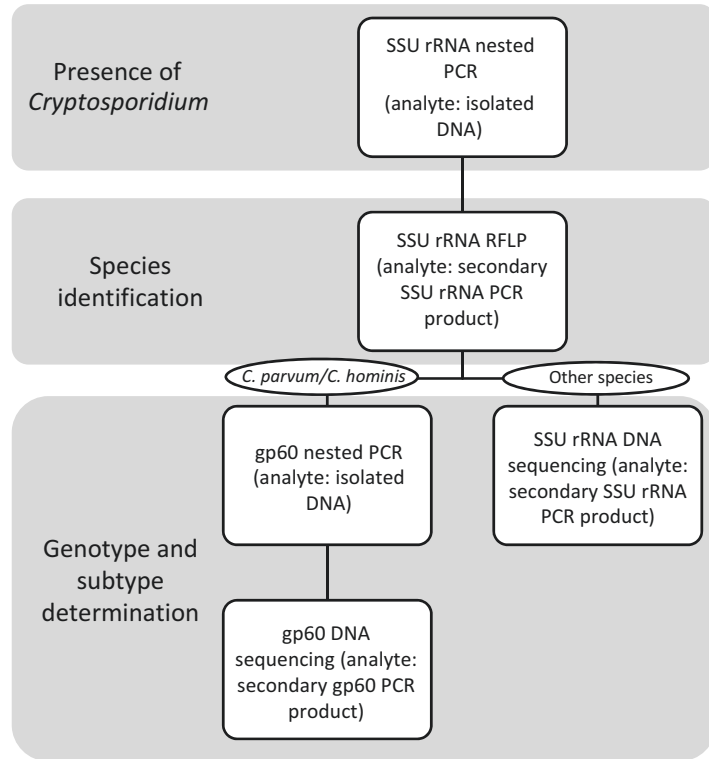 Presence of
Cryptosporidium
SSU rRNA nested
PCR
(analyte: isolated
DNA)
Species
identification
SSU rRNA RFLP
(analyte: secondary
SSU rRNA PCR
product)
C. parvum/C. hominis
Other species
Genotype and
subtype
determination
gp60 nested PCR
(analyte: isolated
DNA)
SSU rRNA DNA
sequencing (analyte:
secondary SSU rRNA
PCR product)
gp60 DNA
sequencing (analyte:
secondary gp60 PCR
product)